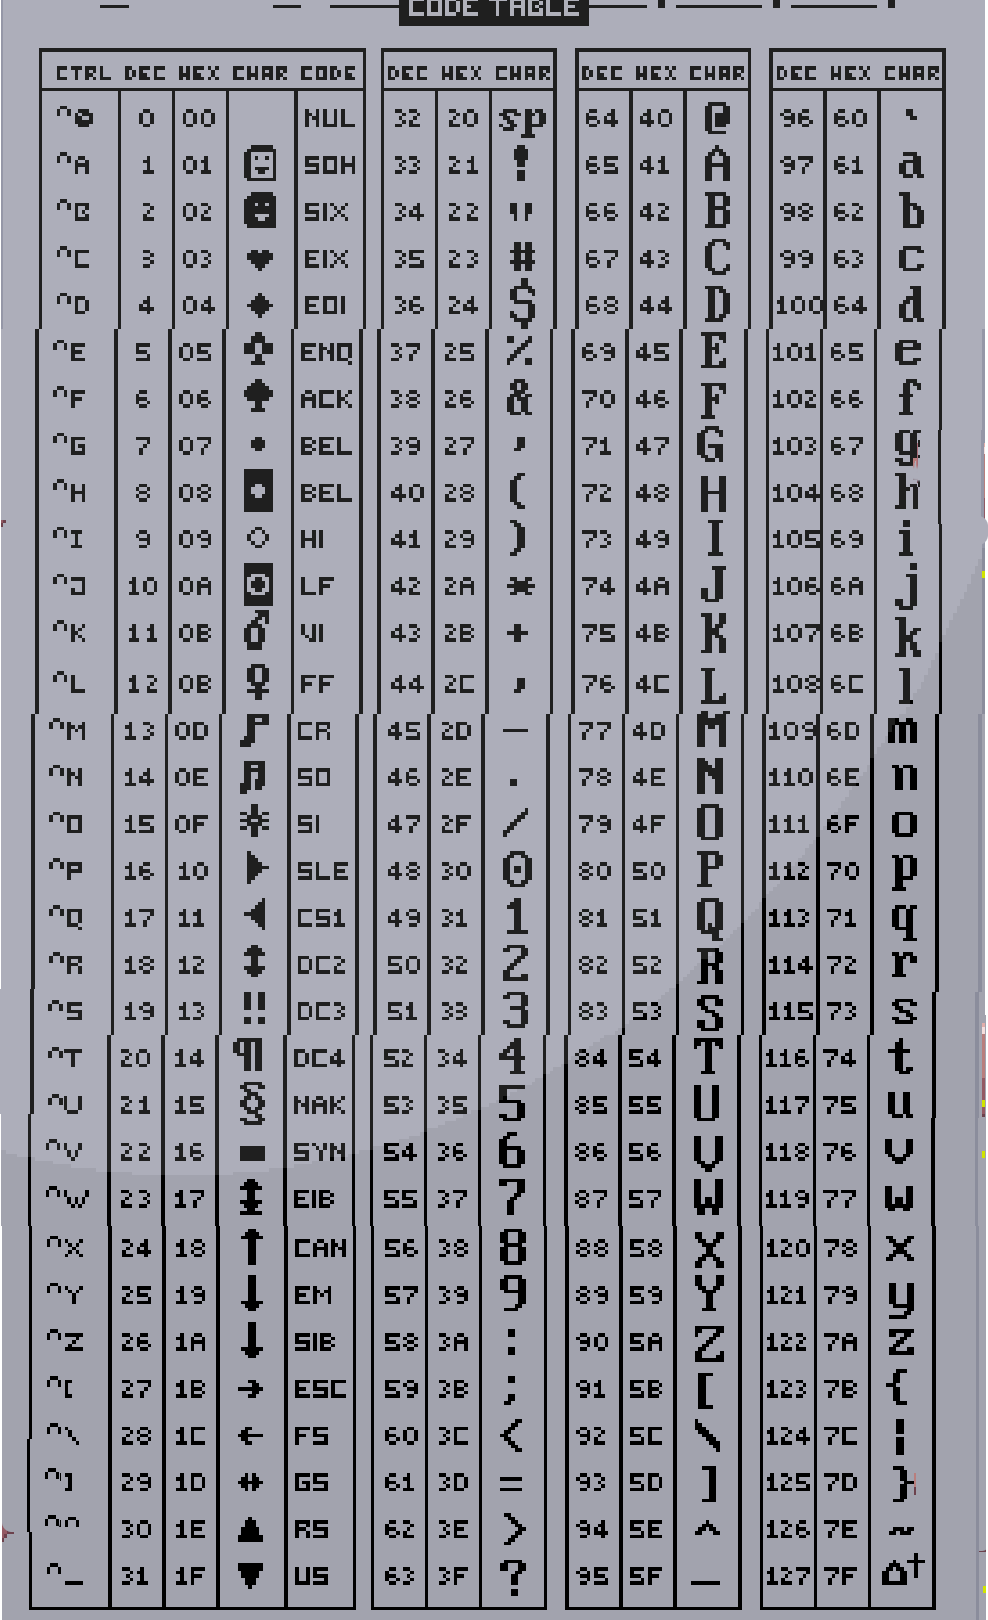 CODE TABLE
CTRL DEC HEX CHAR CODE DEC HEX CHAR DEC HEX CHAR DEC HEX CHAR
^@ 0 00 NUL 32 20 sp 64 40 @ 96 60 `
^A 1 01 ☺ SOH 33 21 ! 65 41 A 97 61 a
^B 2 02 ☻ SIX 34 22 " 66 42 B 98 62 b
^C 3 03 ♥ EIX 35 23 # 67 43 C 99 63 c
^D 4 04 ♦ EOI 36 24 $ 68 44 D 100 64 d
^E 5 05 ♣ ENQ 37 25 % 69 45 E 101 65 e
^F 6 06 ♠ ACK 38 26 & 70 46 F 102 66 f
^G 7 07 • BEL 39 27 ' 71 47 G 103 67 g
^H 8 08 ◘ BEL 40 28 ( 72 48 H 104 68 h
^I 9 09 ○ HI 41 29 ) 73 49 I 105 69 i
^J 10 0A ◙ LF 42 2A * 74 4A J 106 6A j
^K 11 0B ♂ VI 43 2B + 75 4B K 107 6B k
^L 12 0B ♀ FF 44 2C , 76 4C L 108 6C l
^M 13 0D ♪ CR 45 2D - 77 4D M 109 6D m
^N 14 0E ♫ SO 46 2E . 78 4E N 110 6E n
^O 15 0F ☼ SI 47 2F / 79 4F O 111 6F o
^P 16 10 ► SLE 48 30 0 80 50 P 112 70 p
^Q 17 11 ◄ CS1 49 31 1 81 51 Q 113 71 q
^R 18 12 ↕ DC2 50 32 2 82 52 R 114 72 r
^S 19 13 ‼ DC3 51 33 3 83 53 S 115 73 s
^T 20 14 ¶ DC4 52 34 4 84 54 T 116 74 t
^U 21 15 § NAK 53 35 5 85 55 U 117 75 u
^V 22 16 ▬ SYN 54 36 6 86 56 V 118 76 v
^W 23 17 ↨ EIB 55 37 7 87 57 W 119 77 w
^X 24 18 ↑ CAN 56 38 8 88 58 X 120 78 x
^Y 25 19 ↓ EM 57 39 9 89 59 Y 121 79 y
^Z 26 1A ↓ SIB 58 3A : 90 5A Z 122 7A z
^[ 27 1B → ESC 59 3B ; 91 5B [ 123 7B {
^\ 28 1C ← FS 60 3C < 92 5C \ 124 7C ¦
^] 29 1D ↔ GS 61 3D = 93 5D ] 125 7D }
^^ 30 1E ▲ RS 62 3E > 94 5E ^ 126 7E ~
^_ 31 1F ▼ US 63 3F ? 95 5F _ 127 7F ⌂†